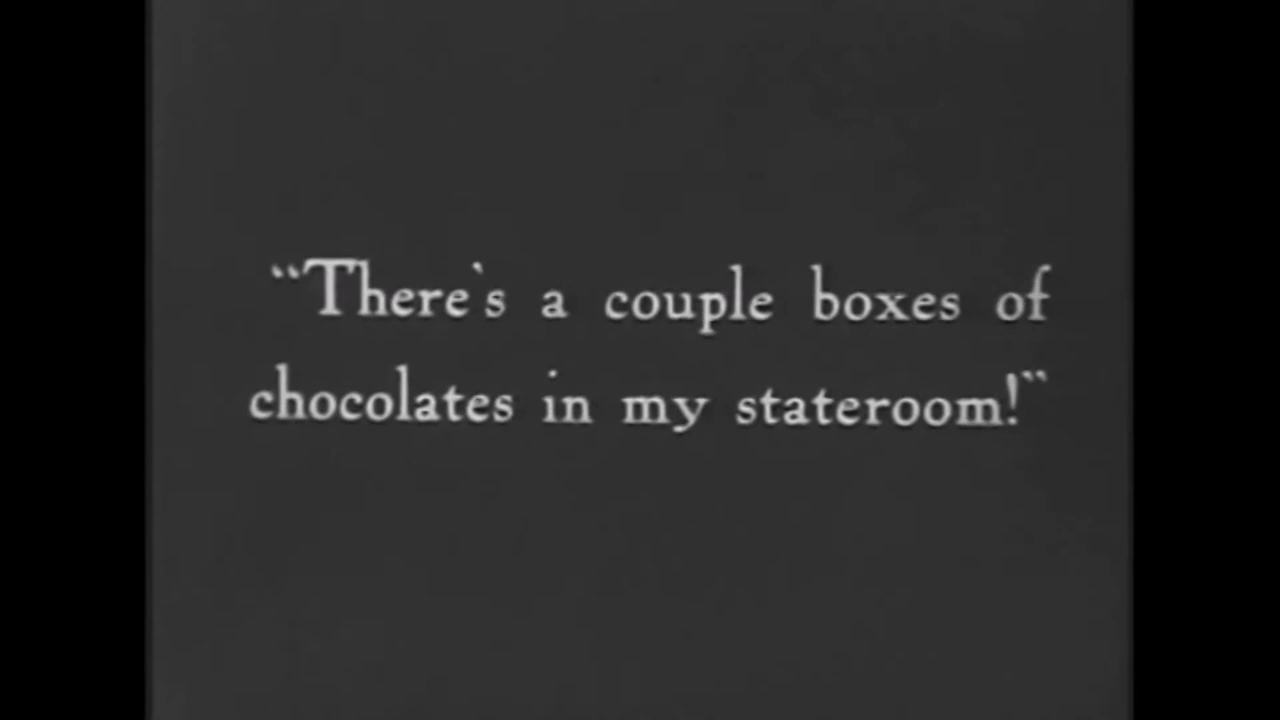 “There's a couple boxes of
chocolates in my stateroom!”